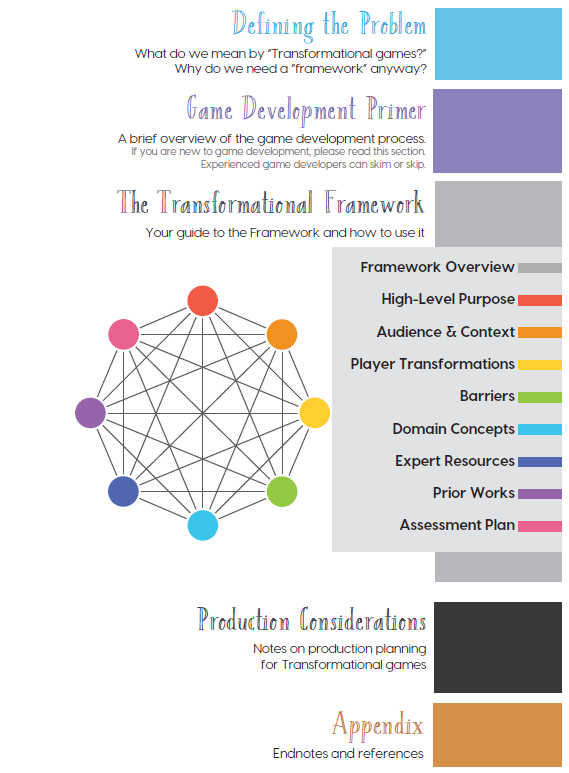 Defining the Problem
What do we mean by "Transformational games?"
Why do we need a "framework" anyway?
Game Development Primer
A brief overview of the game development process.
If you are new to game development, please read this section.
Experienced game developers can skim or skip.
The Transformational Framework
Your guide to the Framework and how to use it
Framework Overview
High-Level Purpose
Audience & Context
Player Transformations
Barriers
Domain Concepts
Expert Resources
Prior Works
Assessment Plan
Production Considerations
Notes on production planning
for Transformational games
Appendix
Endnotes and references